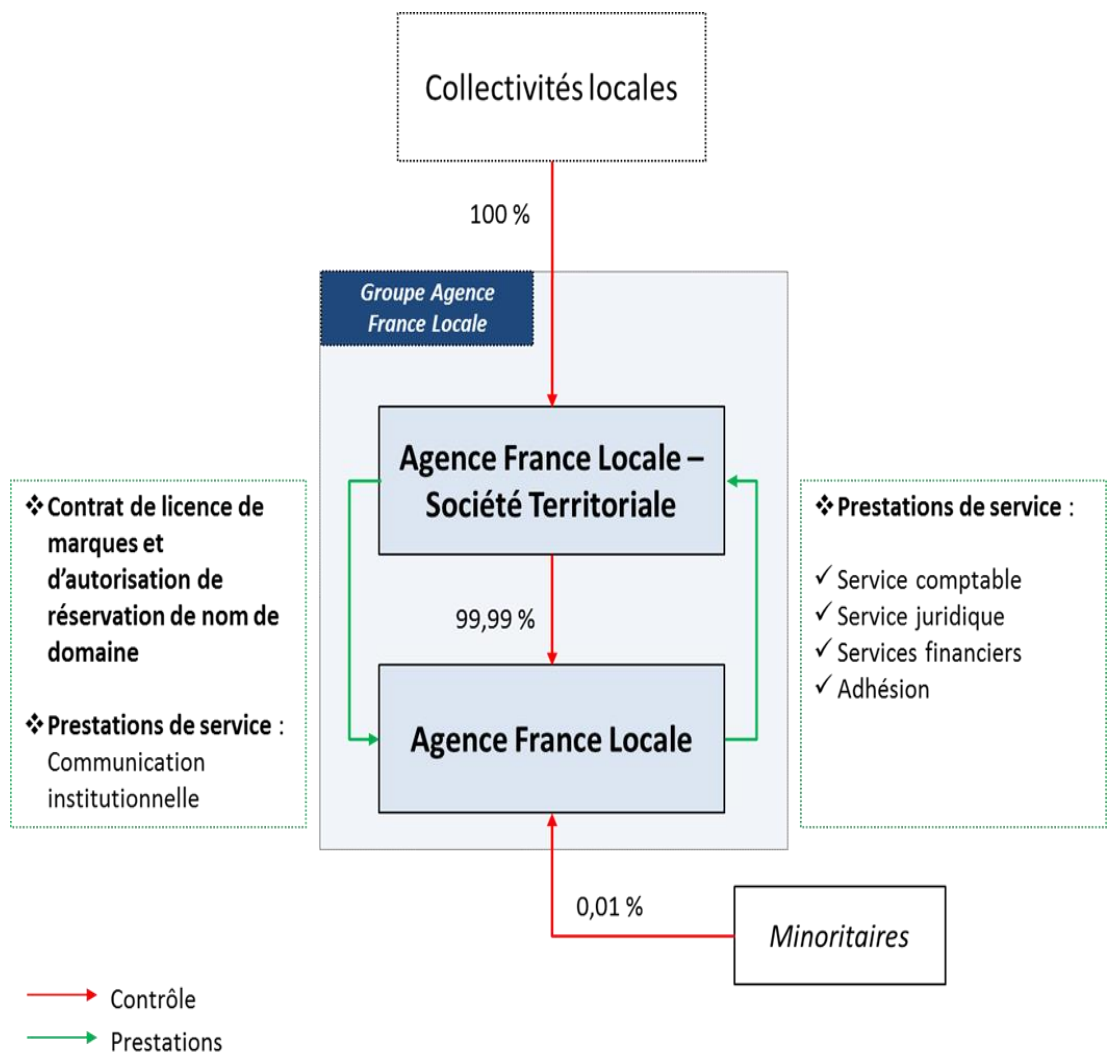 Collectivités locales
100 %
Groupe Agence
France Locale
Agence France Locale –
Société Territoriale
❖ Contrat de licence de
marques et
d'autorisation de
réservation de nom de
domaine
❖ Prestations de service :
Communication
institutionnelle
99,99 %
❖ Prestations de service :
✓ Service comptable
✓ Service juridique
✓ Services financiers
✓ Adhésion
Agence France Locale
0,01 %
Minoritaires
Contrôle
Prestations